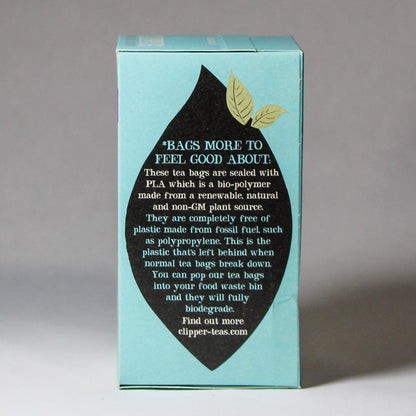 *BAGS MORE TO
FEEL GOOD ABOUT:
These tea bags are sealed with
PLA which is a bio-polymer
made from a renewable, natural
and non-GM plant source.
They are completely free of
plastic made from fossil fuel, such
as polypropylene. This is the
plastic that's left behind when
normal tea bags break down.
You can pop our tea bags
into your food waste bin
and they will fully
biodegrade.
Find out more
clipper-teas.com